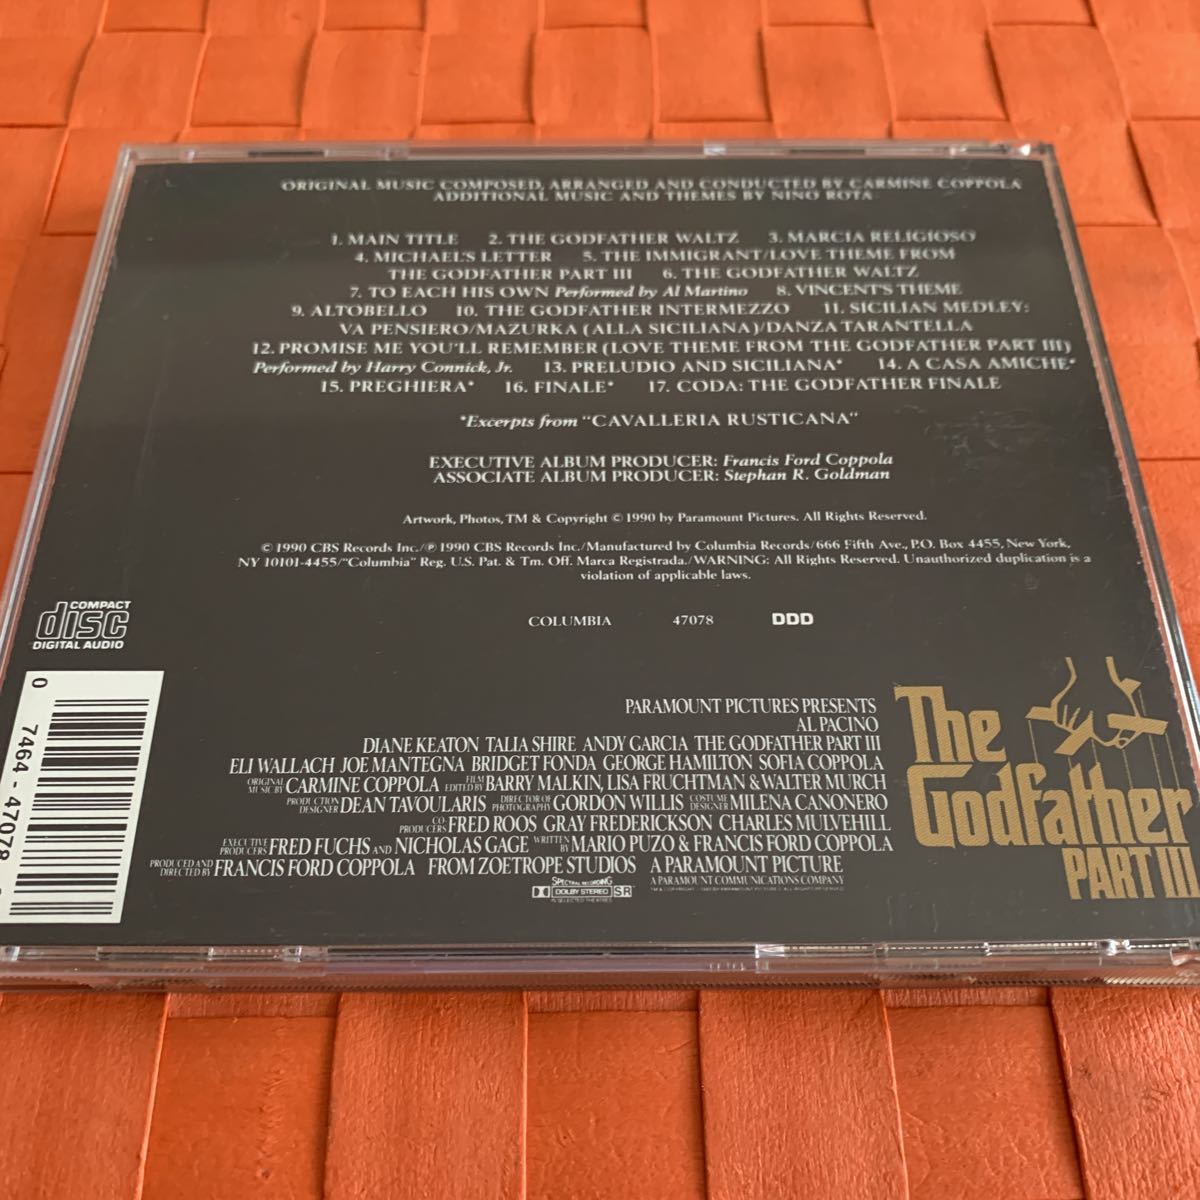 ORIGINAL MUSIC COMPOSED, ARRANGED AND CONDUCTED BY CARMINE COPPOLA
ADDITIONAL MUSIC AND THEMES BY NINO ROTA
1. MAIN TITLE 2. THE GODFATHER WALTZ 3. MARCIA RELIGIOSO
4. MICHAEL'S LETTER 5. THE IMMIGRANT/LOVE THEME FROM
THE GODFATHER PART III 6. THE GODFATHER WALTZ
7. TO EACH HIS OWN Performed by Al Martino 8. VINCENT'S THEME
9. ALTOBELLO 10. THE GODFATHER INTERMEZZO 11. SICILIAN MEDLEY:
VA PENSIERO/MAZURKA (ALLA SICILIANA)/DANZA TARANTELLA
12. PROMISE ME YOU'LL REMEMBER (LOVE THEME FROM THE GODFATHER PART III)
Performed by Harry Connick, Jr. 13. PRELUDIO AND SICILIANA* 14. A CASA AMICHE*
15. PREGHIERA* 16. FINALE* 17. CODA: THE GODFATHER FINALE
*Excerpts from "CAVALLERIA RUSTICANA"
EXECUTIVE ALBUM PRODUCER: Francis Ford Coppola
ASSOCIATE ALBUM PRODUCER: Stephan R. Goldman
Artwork, Photos, TM & Copyright © 1990 by Paramount Pictures. All Rights Reserved.
© 1990 CBS Records Inc./℗ 1990 CBS Records Inc./Manufactured by Columbia Records/666 Fifth Ave., P.O. Box 4455, New York,
NY 10101-4455/"Columbia" Reg. U.S. Pat. & Tm. Off. Marca Registrada./WARNING: All Rights Reserved. Unauthorized duplication is a
violation of applicable laws.
COMPACT
disc
DIGITAL AUDIO
COLUMBIA 47078 DDD
0 7464-47078
PARAMOUNT PICTURES PRESENTS
AL PACINO
DIANE KEATON TALIA SHIRE ANDY GARCIA THE GODFATHER PART III
ELI WALLACH JOE MANTEGNA BRIDGET FONDA GEORGE HAMILTON SOFIA COPPOLA
ORIGINAL MUSIC BY CARMINE COPPOLA FILM EDITED BY BARRY MALKIN, LISA FRUCHTMAN & WALTER MURCH
PRODUCTION DESIGNER DEAN TAVOULARIS DIRECTOR OF PHOTOGRAPHY GORDON WILLIS COSTUME DESIGNER MILENA CANONERO
CO-PRODUCERS FRED ROOS GRAY FREDERICKSON CHARLES MULVEHILL
EXECUTIVE PRODUCERS FRED FUCHS AND NICHOLAS GAGE WRITTEN BY MARIO PUZO & FRANCIS FORD COPPOLA
PRODUCED AND DIRECTED BY FRANCIS FORD COPPOLA FROM ZOETROPE STUDIOS A PARAMOUNT PICTURE
A PARAMOUNT COMMUNICATIONS COMPANY
SPECTRAL RECORDING
DOLBY STEREO SR
IN SELECTED THEATRES
The
Godfather
PART III